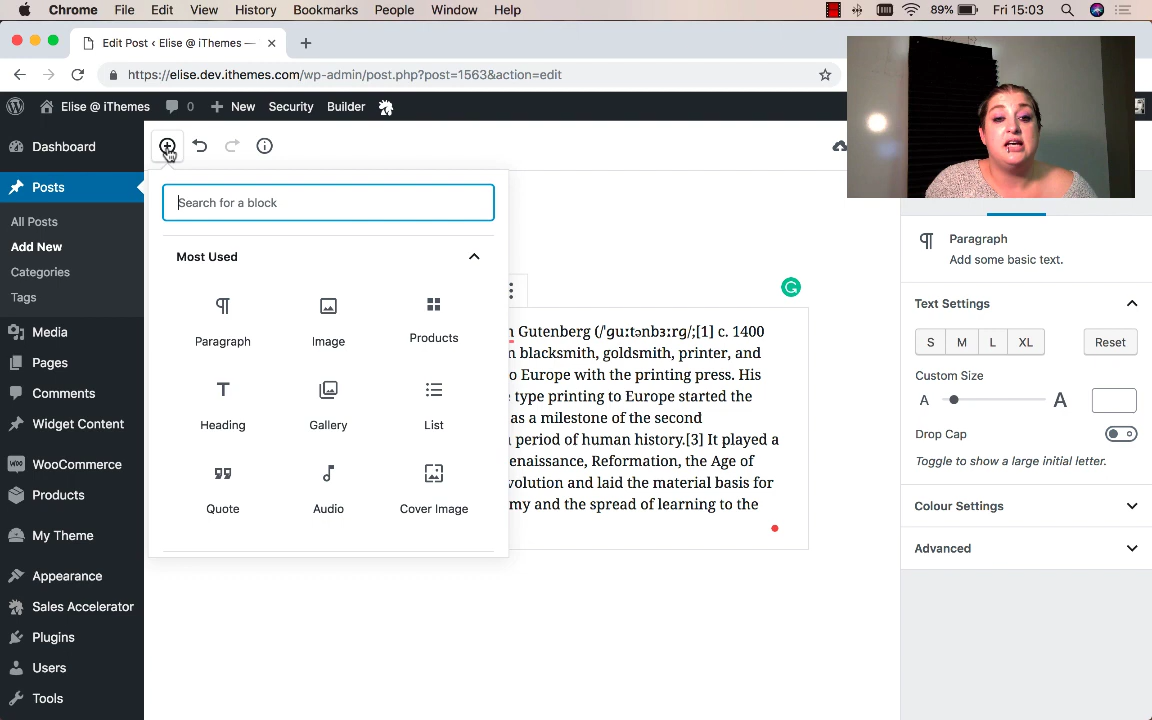 Chrome File Edit View History Bookmarks People Window Help 89% Fri 15:03
Edit Post ‹ Elise @ iThemes —
https://elise.dev.ithemes.com/wp-admin/post.php?post=1563&action=edit
Elise @ iThemes 0 New Security Builder
Dashboard
Posts
All Posts
Add New
Categories
Tags
Media
Pages
Comments
Widget Content
WooCommerce
Products
My Theme
Appearance
Sales Accelerator
Plugins
Users
Tools
Search for a block
Most Used
Paragraph Image Products
Heading Gallery List
Quote Audio Cover Image
Gutenberg (/ˈɡuːtənbɜːrɡ/;[1] c. 1400
blacksmith, goldsmith, printer, and
o Europe with the printing press. His
type printing to Europe started the
as a milestone of the second
period of human history.[3] It played a
enaissance, Reformation, the Age of
volution and laid the material basis for
my and the spread of learning to the
Paragraph
Add some basic text.
Text Settings
S M L XL Reset
Custom Size
A A
Drop Cap
Toggle to show a large initial letter.
Colour Settings
Advanced